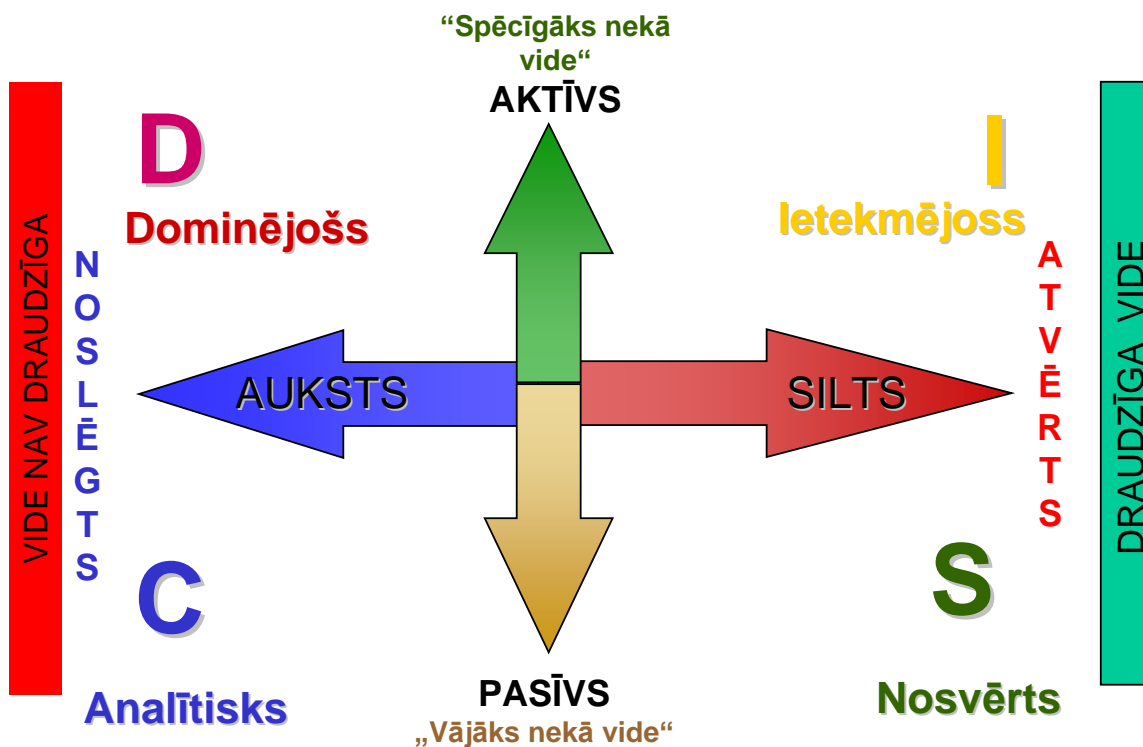 “Spēcīgāks nekā
vide“
AKTĪVS
D
Dominējošs
I
Ietekmējoss
VIDE NAV DRAUDZĪGA
NOSLĒGTS
AUKSTS
SILTS
ATVĒRTS
DRAUDZĪGA VIDE
C
Analītisks
S
Nosvērts
PASĪVS
„Vājāks nekā vide“